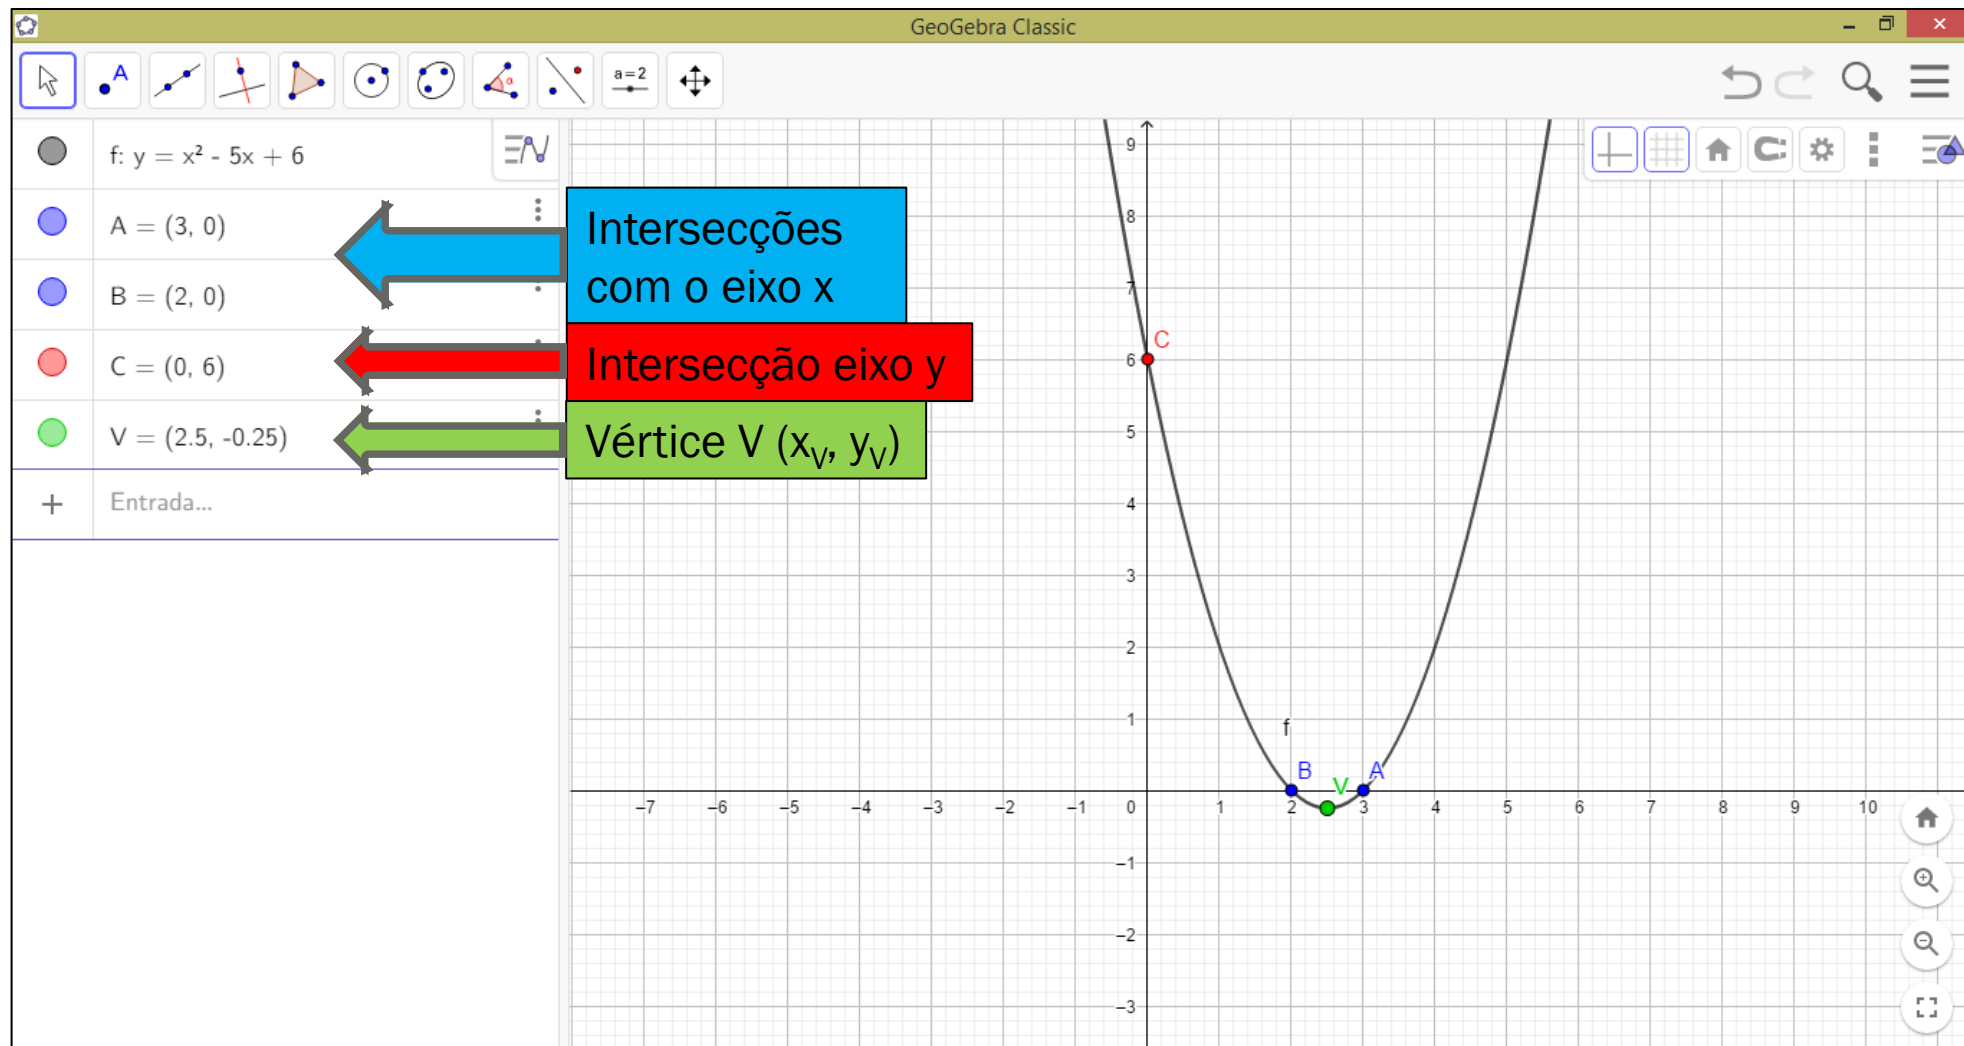 GeoGebra Classic
A
α
a=2
f: y = x² - 5x + 6
A = (3, 0)
B = (2, 0)
C = (0, 6)
V = (2.5, -0.25)
Entrada...
Intersecções
com o eixo x
Intersecção eixo y
Vértice V (xᵥ, yᵥ)
9
8
7
6
C
5
4
3
2
1
f
B
V
A
–7 –6 –5 –4 –3 –2 –1 0 1 2 3 4 5 6 7 8 9 10
–1
–2
–3